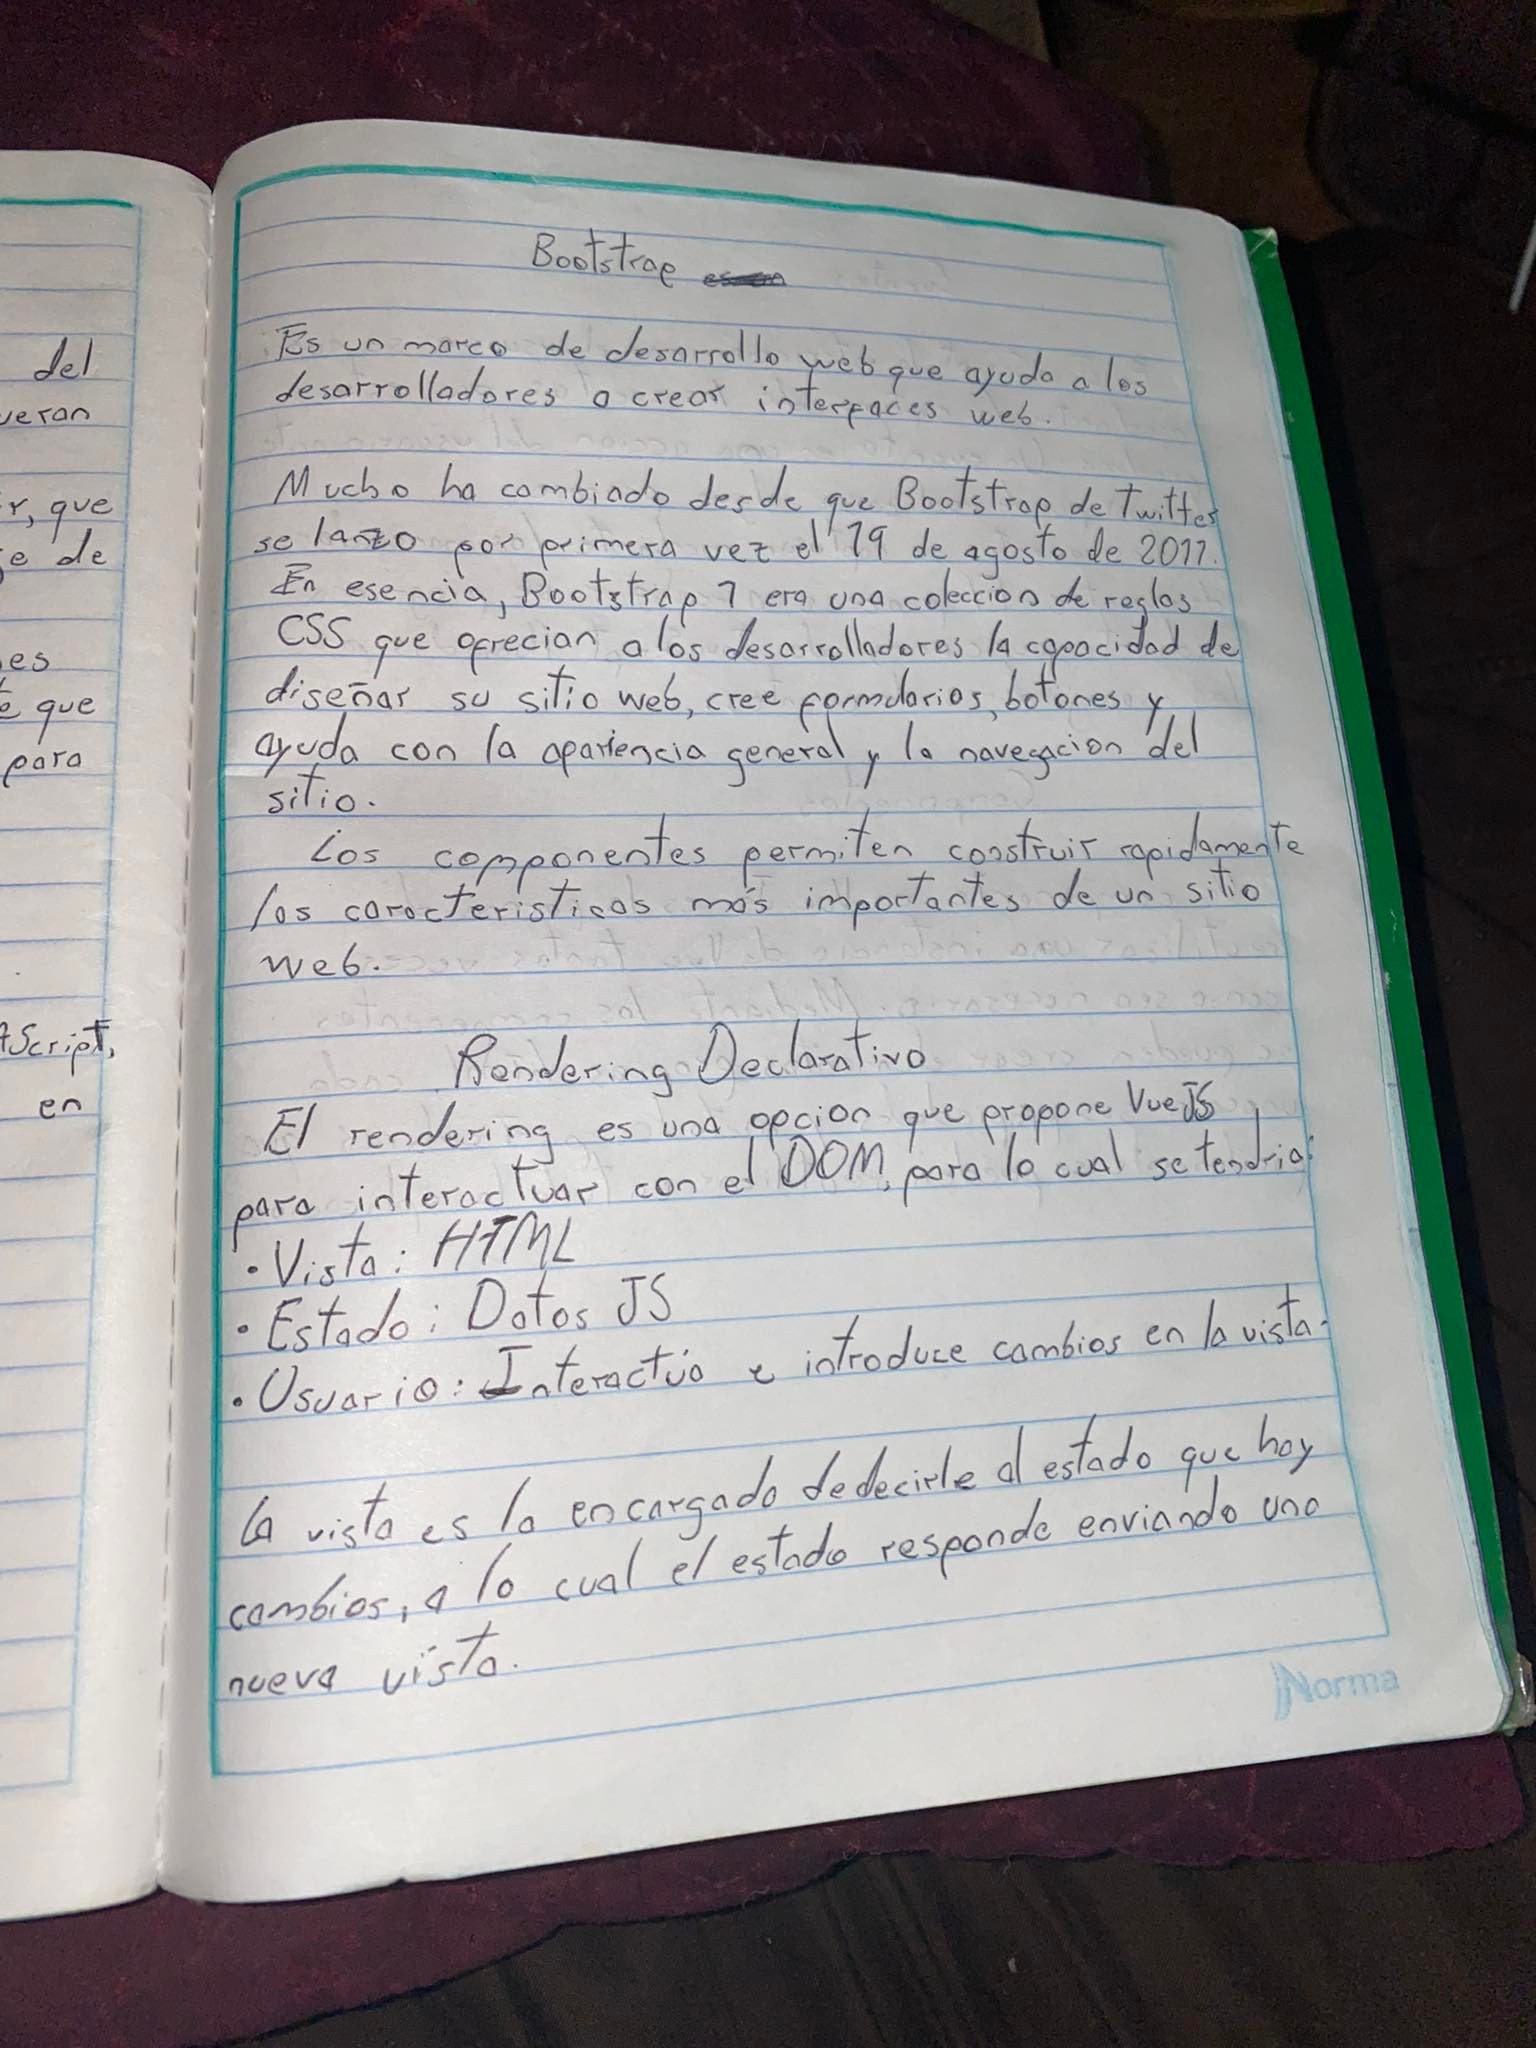 del
veran
r, que
e de
es
e que
para
AScript,
en
Bootstrap
Es un marco de desarrollo web que ayuda a los
desarrolladores a crear interfaces web.
Mucho ha cambiado desde que Bootstrap de Twitter
se lanzo por primera vez el 19 de agosto de 2011.
En esencia, Bootstrap 1 era una coleccion de reglas
CSS que ofrecian a los desarrolladores la capacidad de
diseñar su sitio web, cree formularios, botones y
ayuda con la apariencia general y la navegacion del
sitio.
Los componentes permiten construir rapidamente
las caracteristicas más importantes de un sitio
web.
Rendering Declarativo
El rendering es una opcion que propone VueJS
para interactuar con el DOM, para lo cual se tendria:
• Vista: HTML
• Estado: Datos JS
• Usuario: Interactúa e introduce cambios en la vista.
La vista es la encargada de decirle al estado que hay
cambios, a lo cual el estado responde enviando una
nueva vista.
Norma